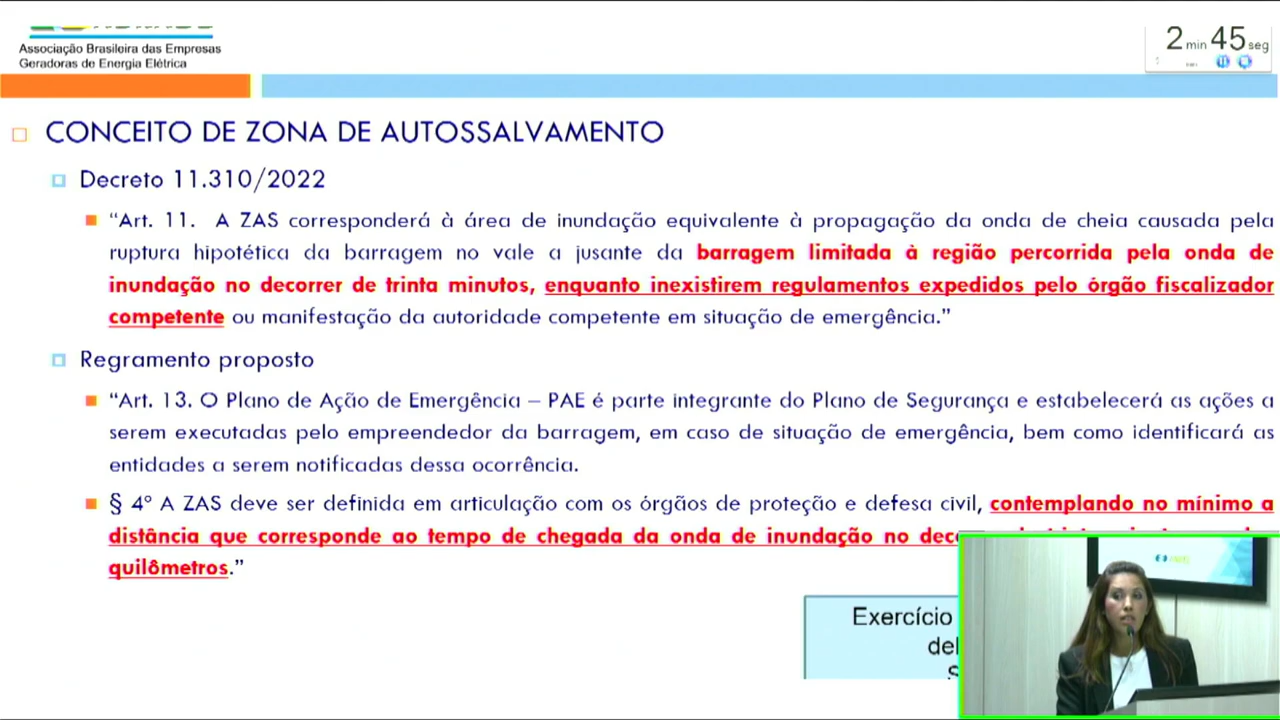 Associação Brasileira das Empresas
Geradoras de Energia Elétrica
2 min 45 seg
CONCEITO DE ZONA DE AUTOSSALVAMENTO
Decreto 11.310/2022
“Art. 11. A ZAS corresponderá à área de inundação equivalente à propagação da onda de cheia causada pela
ruptura hipotética da barragem no vale a jusante da barragem limitada à região percorrida pela onda de
inundação no decorrer de trinta minutos, enquanto inexistirem regulamentos expedidos pelo órgão fiscalizador
competente ou manifestação da autoridade competente em situação de emergência.”
Regramento proposto
“Art. 13. O Plano de Ação de Emergência – PAE é parte integrante do Plano de Segurança e estabelecerá as ações a
serem executadas pelo empreendedor da barragem, em caso de situação de emergência, bem como identificará as
entidades a serem notificadas dessa ocorrência.
§ 4º A ZAS deve ser definida em articulação com os órgãos de proteção e defesa civil, contemplando no mínimo a
distância que corresponde ao tempo de chegada da onda de inundação no
quilômetros.”
Exercício